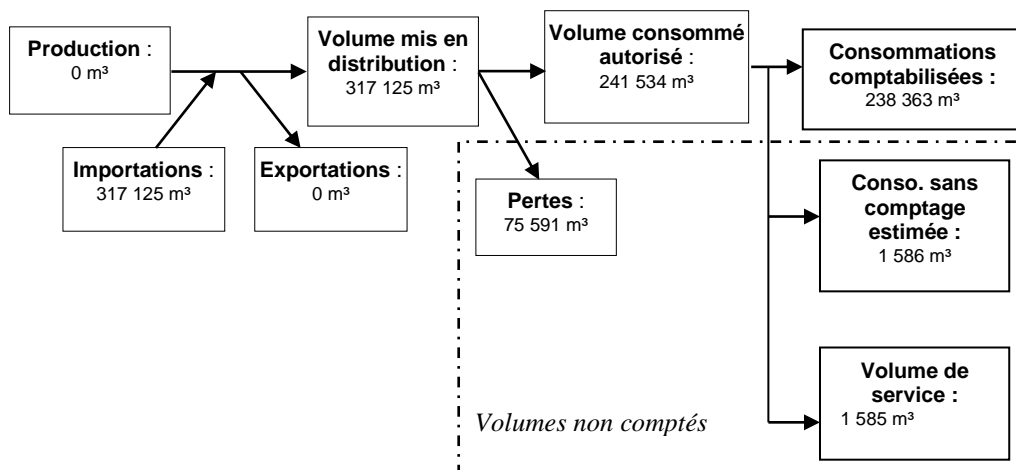 Production :
0 m³
Volume mis en
distribution :
317 125 m³
Volume consommé
autorisé :
241 534 m³
Consommations
comptabilisées :
238 363 m³
Importations :
317 125 m³
Exportations :
0 m³
Pertes :
75 591 m³
Conso. sans
comptage
estimée :
1 586 m³
Volume de
service :
1 585 m³
Volumes non comptés